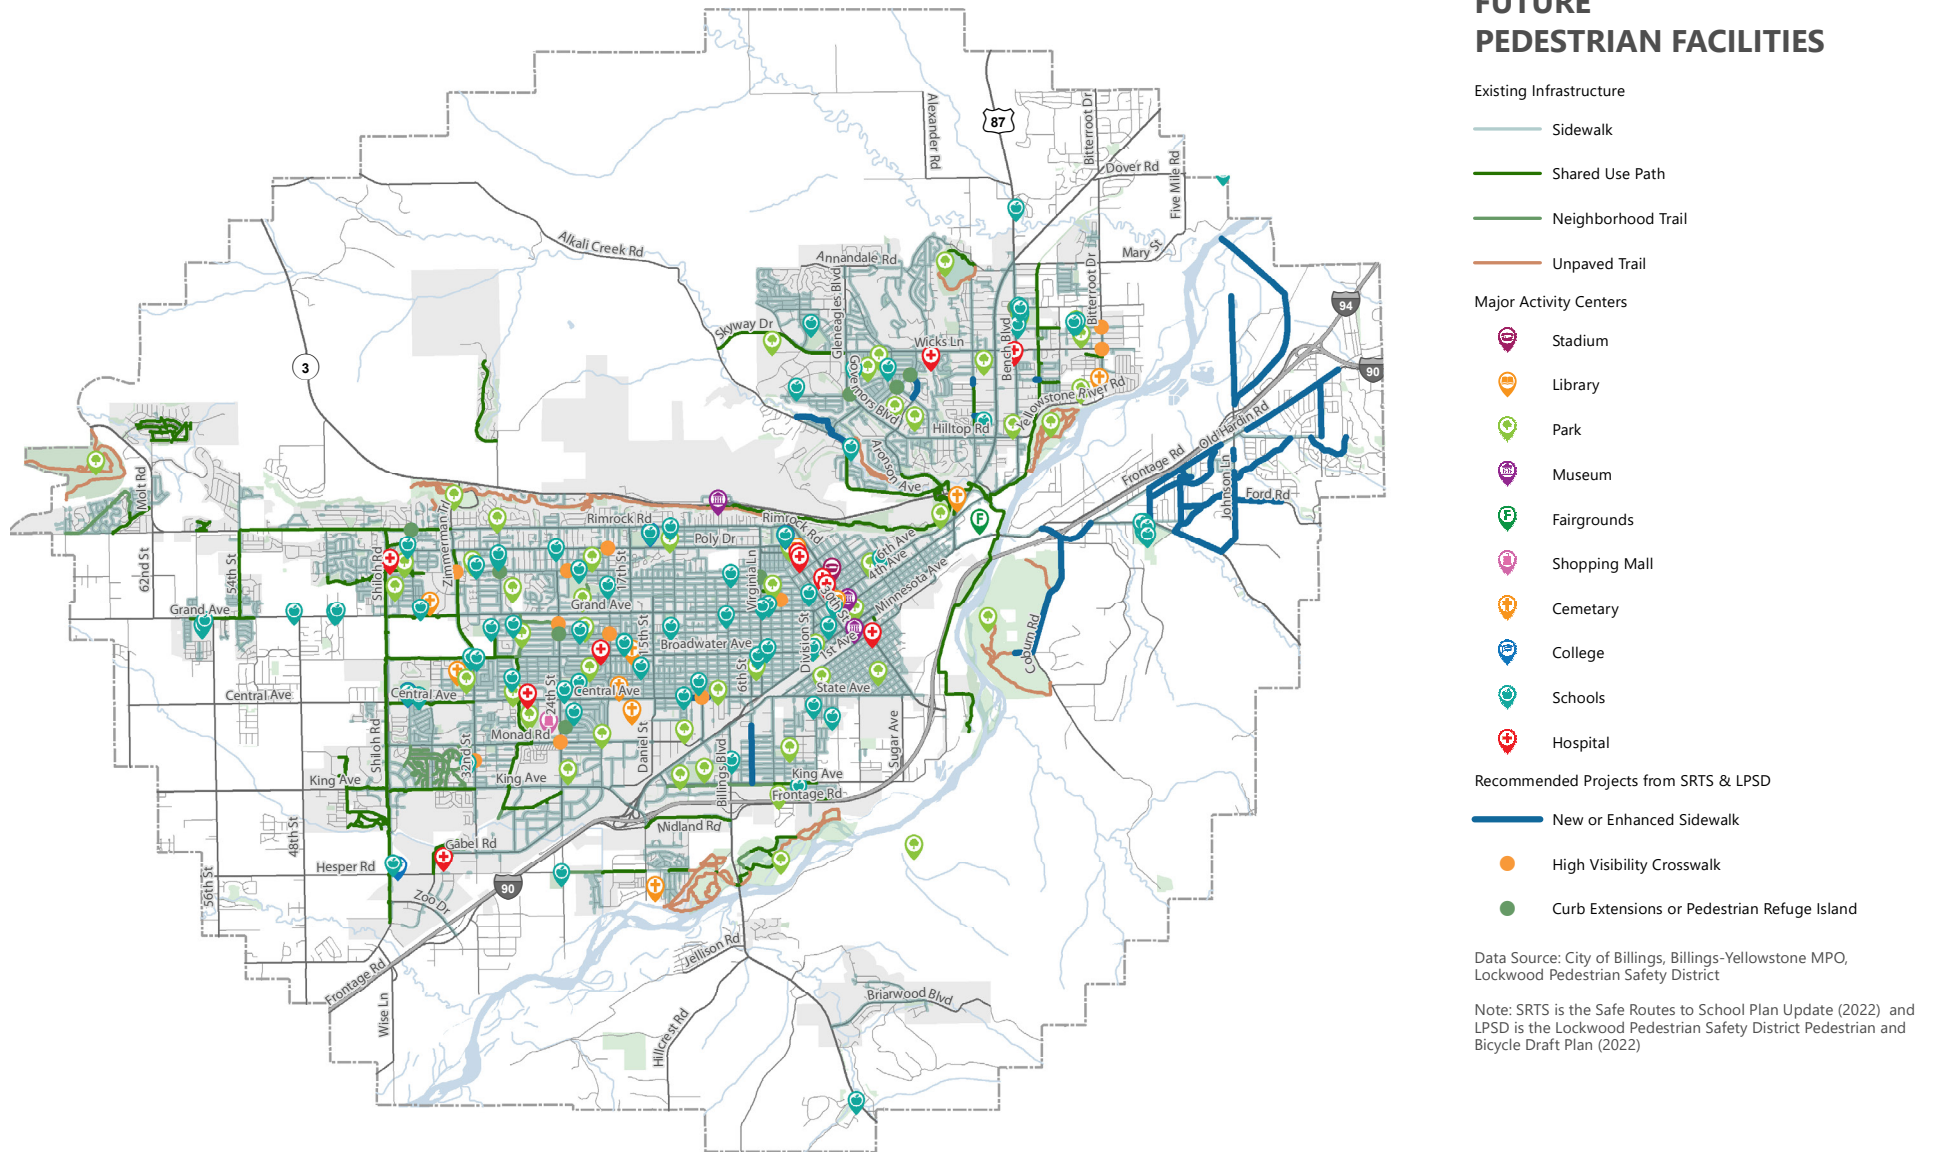 FUTURE
PEDESTRIAN FACILITIES
Existing Infrastructure
Sidewalk
Shared Use Path
Neighborhood Trail
Unpaved Trail
Major Activity Centers
Stadium
Library
Park
Museum
Fairgrounds
F
Shopping Mall
Cemetary
College
Schools
Hospital
Recommended Projects from SRTS & LPSD
New or Enhanced Sidewalk
High Visibility Crosswalk
Curb Extensions or Pedestrian Refuge Island
Data Source: City of Billings, Billings-Yellowstone MPO,
Lockwood Pedestrian Safety District
Note: SRTS is the Safe Routes to School Plan Update (2022) and
LPSD is the Lockwood Pedestrian Safety District Pedestrian and
Bicycle Draft Plan (2022)
87
Alexander Rd
Bitterroot Dr
Dover Rd
Five Mile Rd
Mary St
Alkali Creek Rd
Annandale Rd
Gleneagles Blvd
Bitterroot Dr
94
Skyway Dr
Wicks Ln
Bench Blvd
3
90
Governors Blvd
Yellowstone River Rd
Hilltop Rd
Old Hardin Rd
Frontage Rd
Aronson Ave
Johnson Ln
Ford Rd
Molt Rd
Zimmerman Trl
Rimrock Rd
Rimrock Rd
Poly Dr
6th Ave
4th Ave
F
62nd St
54th St
Shiloh Rd
17th St
Virginia Ln
Minnesota Ave
30th St
Grand Ave
Grand Ave
15th St
Broadwater Ave
Division St
1st Ave
Coburn Rd
Central Ave
Central Ave
Central Ave
24th St
6th St
State Ave
Shiloh Rd
Monad Rd
32nd St
Daniel St
Billings Blvd
Sugar Ave
King Ave
King Ave
King Ave
Frontage Rd
48th St
Midland Rd
Gabel Rd
Hesper Rd
56th St
90
Zoo Dr
Jellison Rd
Frontage Rd
Wise Ln
Briarwood Blvd
Hillcrest Rd